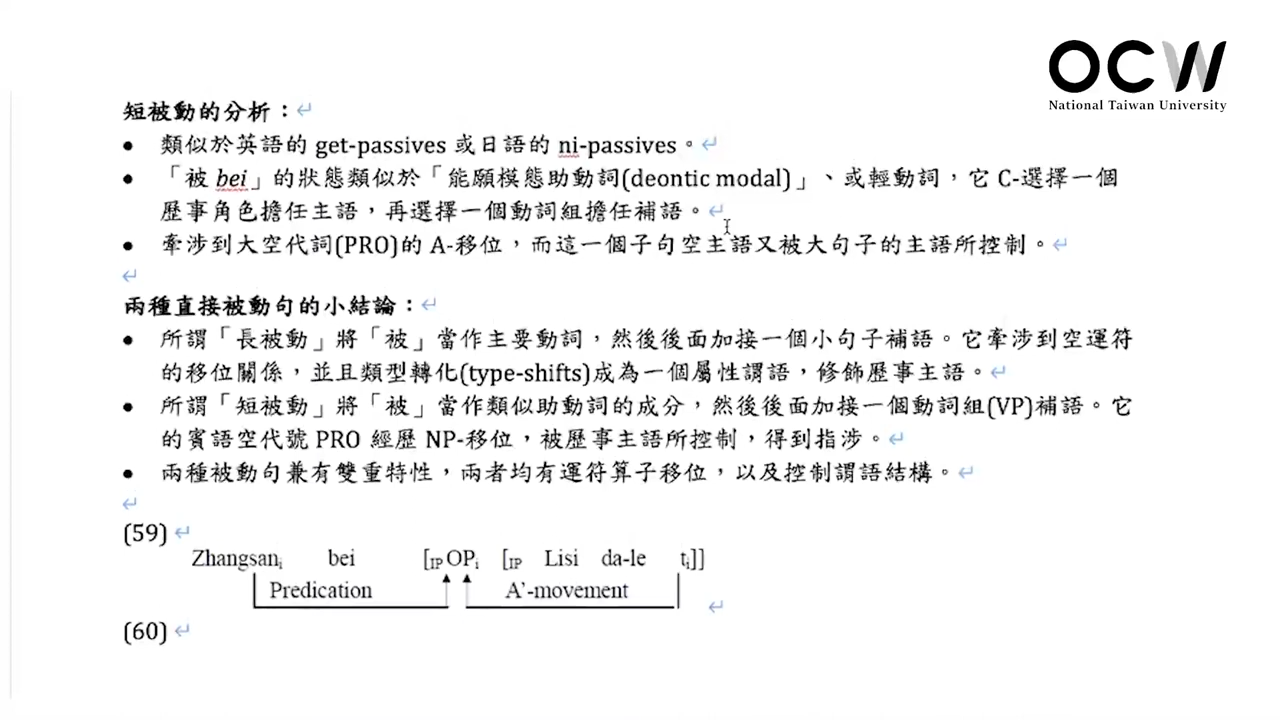 OCW
National Taiwan University
短被動的分析：
• 類似於英語的 get-passives 或日語的 ni-passives。
• 「被 bei」的狀態類似於「能願模態助動詞(deontic modal)」、或輕動詞，它 C-選擇一個
歷事角色擔任主語，再選擇一個動詞組擔任補語。
• 牽涉到大空代詞(PRO)的 A-移位，而這一個子句空主語又被大句子的主語所控制。
兩種直接被動句的小結論：
• 所謂「長被動」將「被」當作主要動詞，然後後面加接一個小句子補語。它牽涉到空運符
的移位關係，並且類型轉化(type-shifts)成為一個屬性謂語，修飾歷事主語。
• 所謂「短被動」將「被」當作類似助動詞的成分，然後後面加接一個動詞組(VP)補語。它
的賓語空代號 PRO 經歷 NP-移位，被歷事主語所控制，得到指涉。
• 兩種被動句兼有雙重特性，兩者均有運符算子移位，以及控制謂語結構。
(59)
Zhangsani bei [IP OPi [IP Lisi da-le ti]]
Predication A'-movement
(60)